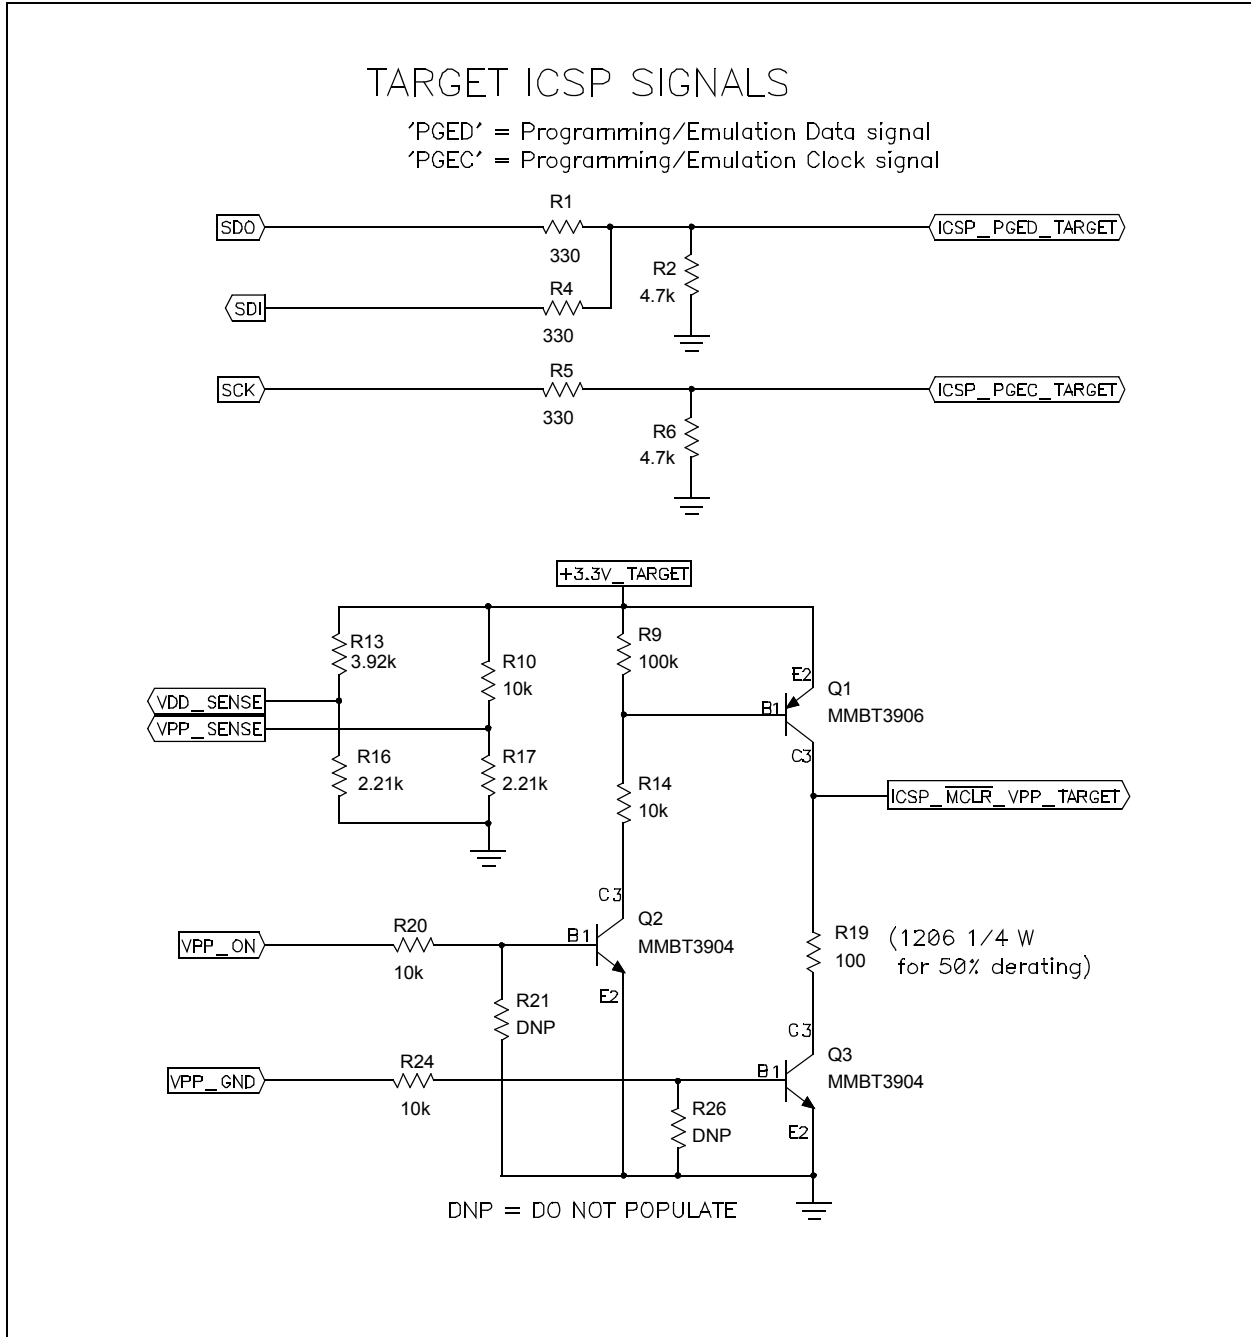 TARGET ICSP SIGNALS
'PGED' = Programming/Emulation Data signal
'PGEC' = Programming/Emulation Clock signal
R1
SDO
ICSP_PGED_TARGET
330
R2
4.7k
R4
SDI
330
R5
SCK
ICSP_PGEC_TARGET
330
R6
4.7k
+3.3V_TARGET
R13
3.92k
R10
10k
R9
100k
E2
Q1
B1
MMBT3906
C3
VDD_SENSE
VPP_SENSE
R16
2.21k
R17
2.21k
R14
10k
ICSP_MCLR_VPP_TARGET
C3
Q2
B1
MMBT3904
E2
R20
VPP_ON
10k
R21
DNP
R19
100
(1206 1/4 W
for 50% derating)
C3
Q3
B1
MMBT3904
E2
R24
VPP_GND
10k
R26
DNP
DNP = DO NOT POPULATE